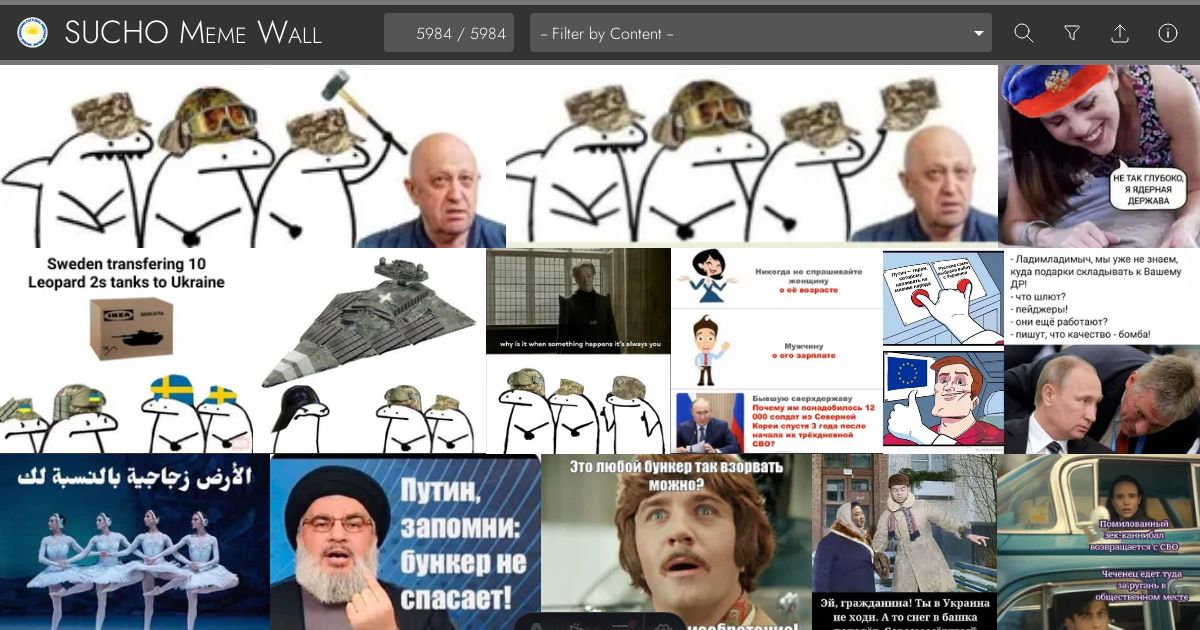 SUCHO Meme Wall
5984 / 5984
-- Filter by Content --
НЕ ТАК ГЛУБОКО,
Я ЯДЕРНАЯ
ДЕРЖАВА
Sweden transfering 10
Leopard 2s tanks to Ukraine
IKEA
why is it when something happens it's always you
Никогда не спрашивайте
женщину
о её возрасте
Мужчину
о его зарплате
Бывшую сверхдержаву
Почему им понадобилось 12
000 солдат из Северной
Кореи спустя 3 года после
начала их трёхдневной
СВО?
- Ладимладимыч, мы уже не знаем,
куда подарки складывать к Вашему
ДР!
- что шлют?
- пейджеры!
- они ещё работают?
- пишут, что качество - бомба!
الأرض زجاجية بالنسبة لك
Путин,
запомни:
бункер не
спасает!
Это любой бункер так взорвать
можно?
Эй, гражданина! Ты в Украина
не ходи. А то снег в башка
Помилованный
зек-каннибал
возвращается с СВО
Чеченец едет туда
за ругань в
общественном месте